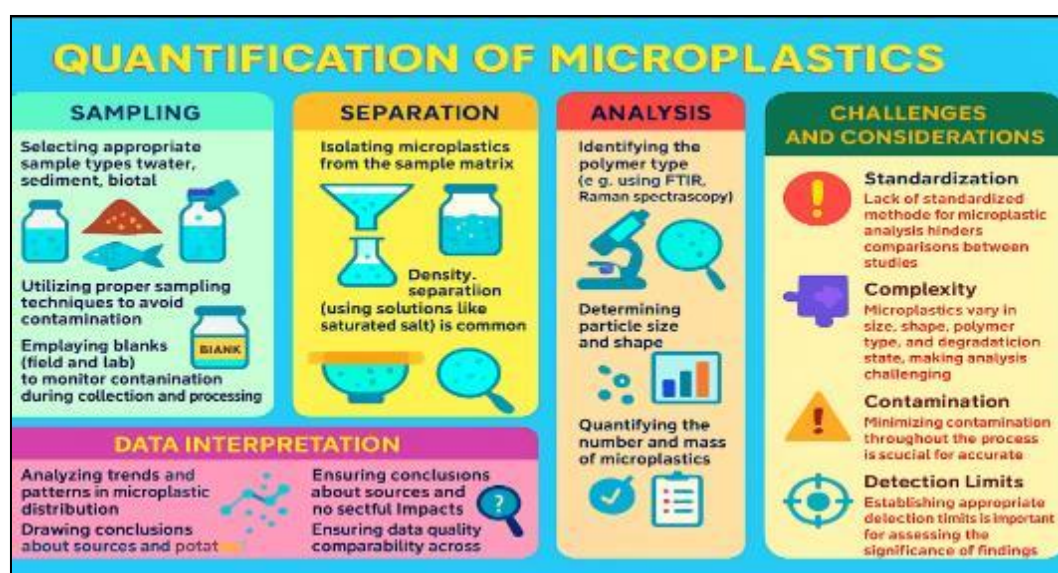 QUANTIFICATION OF MICROPLASTICS
SAMPLING
Selecting appropriate
sample types twater,
sediment, biotal
Utilizing proper sampling
techniques to avoid
contamination
Employing blanks
(field and lab)
to monitor contanination
during collection and processing
BIANK
SEPARATION
Isolating microplastics
from the sample matrix
Density.
separatiion
(using solutions like
saturated salt) is common
ANALYSIS
Identifying the
polymer type
(e g. using FTIR,
Raman spectrascopy)
Determining
particle size
and shape
Quantifying the
number and mass
of microplastics
CHALLENGES
AND CONSIDERATIONS
Standardization
Lack of standardized
methode for microplastic
analysis hinders
comparisons between
studies
Complexity
Microplastics vary in
size, shape, polymer
type, and degradaticion
state, making analysis
challenging
Contamination
Minimizing contamination
throughout the process
is scucial for accurate
Detection Limits
Establishing appropriate
delection timits is important
for assessing the
significance of findings
DATA INTERPRETATION
Analyzing trends and
patterns in microplastic
distribution
Drawing conclusions
about sources and
Ensuring conclusions
about sources and
no sectful Impacts
Ensuring data quality
comparability across
?